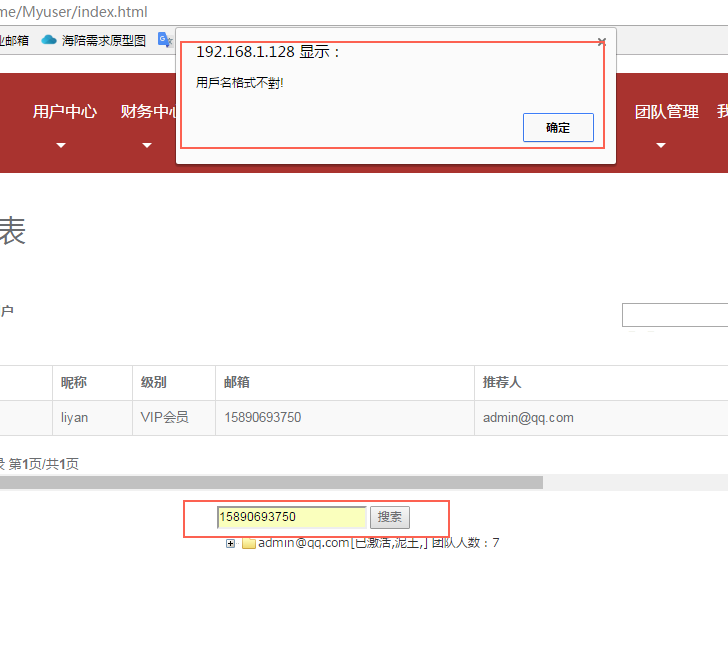 me/Myuser/index.html
业邮箱 海陪需求原型图
192.168.1.128 显示：
用戶名格式不對!
确定
用户中心 财务中心 团队管理 我
表
户
昵称 级别 邮箱 推荐人
liyan VIP会员 15890693750 admin@qq.com
录 第1页/共1页
15890693750 搜索
admin@qq.com[已激活,泥土,] 团队人数：7